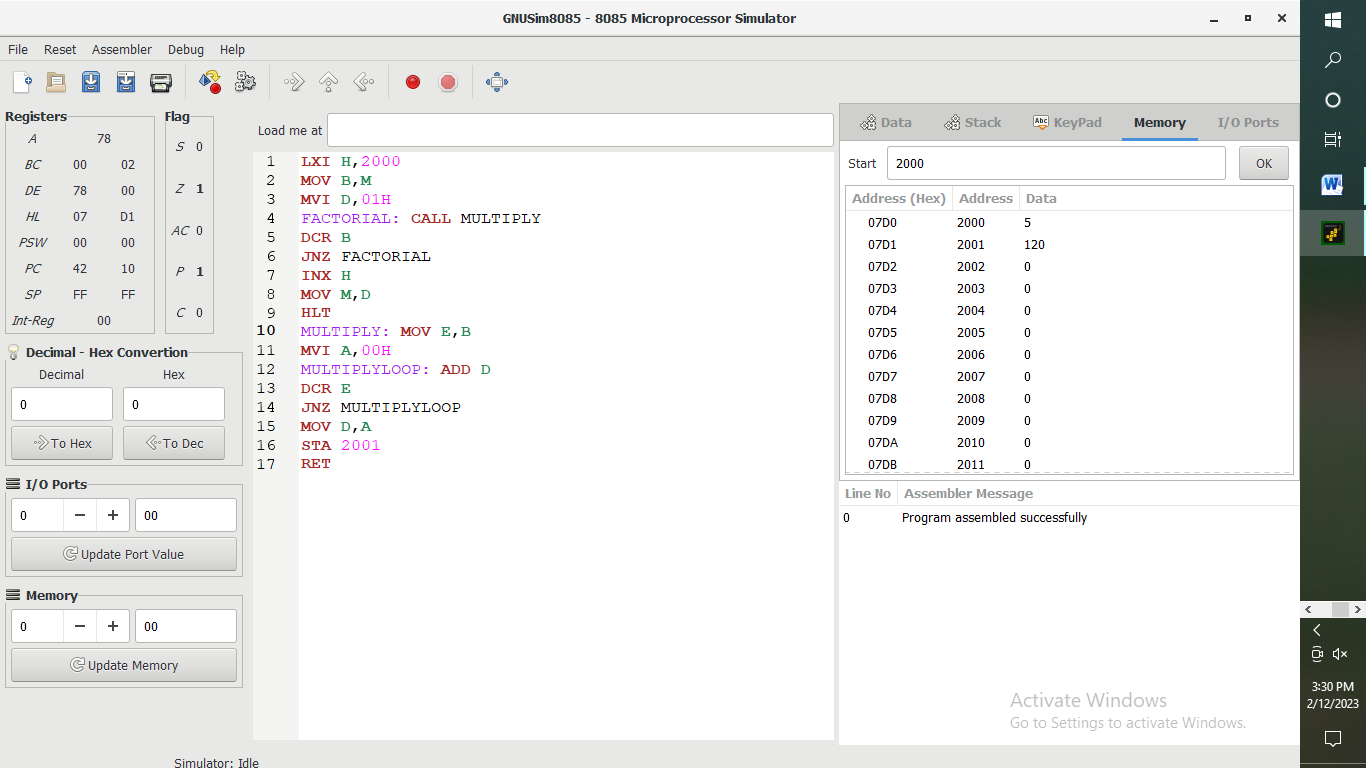 GNUSim8085 - 8085 Microprocessor Simulator
File Reset Assembler Debug Help
Registers
A 78
BC 00 02
DE 78 00
HL 07 D1
PSW 00 00
PC 42 10
SP FF FF
Int-Reg 00
Flag
S 0
Z 1
AC 0
P 1
C 0
Decimal - Hex Convertion
Decimal Hex
0 0
To Hex To Dec
I/O Ports
0 − + 00
Update Port Value
Memory
0 − + 00
Update Memory
Load me at
1 LXI H,2000
2 MOV B,M
3 MVI D,01H
4 FACTORIAL: CALL MULTIPLY
5 DCR B
6 JNZ FACTORIAL
7 INX H
8 MOV M,D
9 HLT
10 MULTIPLY: MOV E,B
11 MVI A,00H
12 MULTIPLYLOOP: ADD D
13 DCR E
14 JNZ MULTIPLYLOOP
15 MOV D,A
16 STA 2001
17 RET
Data Stack Abc KeyPad Memory I/O Ports
Start 2000 OK
Address (Hex) Address Data
07D0 2000 5
07D1 2001 120
07D2 2002 0
07D3 2003 0
07D4 2004 0
07D5 2005 0
07D6 2006 0
07D7 2007 0
07D8 2008 0
07D9 2009 0
07DA 2010 0
07DB 2011 0
Line No Assembler Message
0 Program assembled successfully
Activate Windows
Go to Settings to activate Windows.
Simulator: Idle
W
3:30 PM
2/12/2023